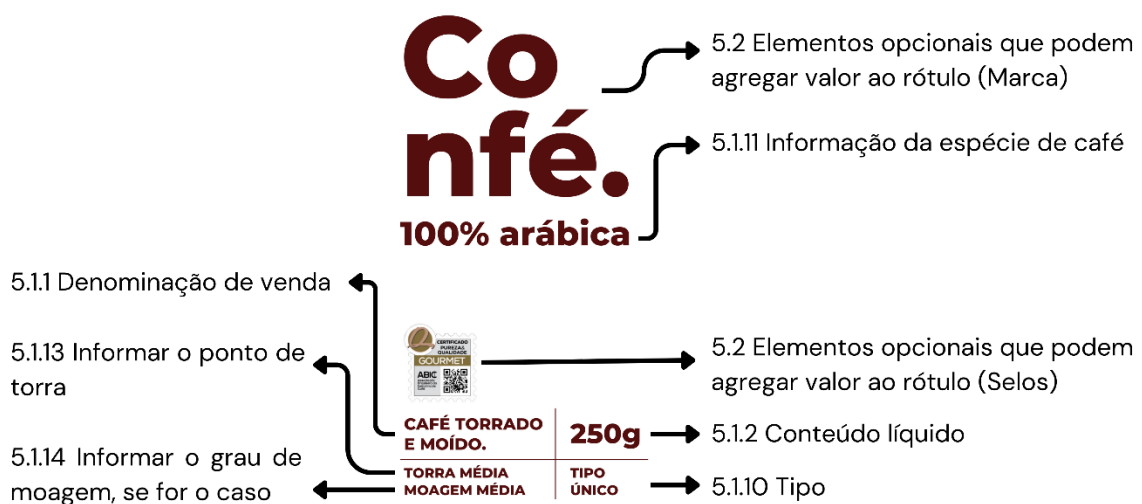 Co
nfé.
100% arábica
5.2 Elementos opcionais que podem
agregar valor ao rótulo (Marca)
5.1.11 Informação da espécie de café
5.1.1 Denominação de venda
5.1.13 Informar o ponto de
torra
5.1.14 Informar o grau de
moagem, se for o caso
CERTIFICADO
PUREZAS
QUALIDADE
GOURMET
ABIC
CAFÉ TORRADO
E MOÍDO.
250g
TORRA MÉDIA
MOAGEM MÉDIA
TIPO
ÚNICO
5.2 Elementos opcionais que podem
agregar valor ao rótulo (Selos)
5.1.2 Conteúdo líquido
5.1.10 Tipo